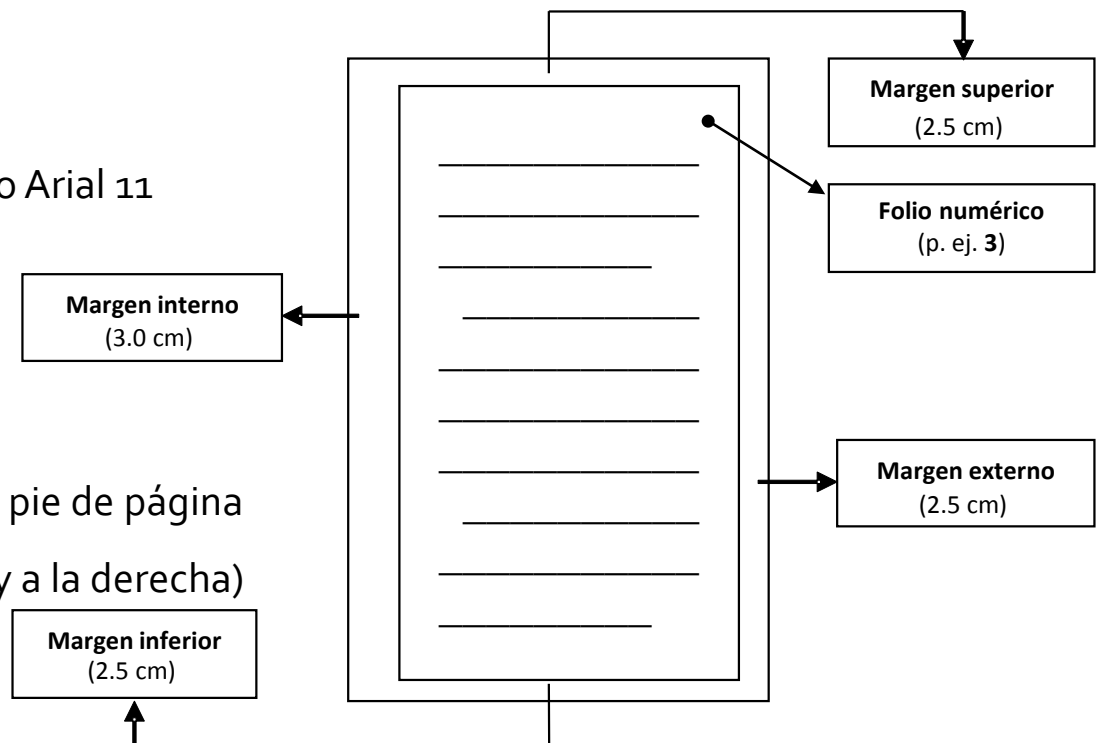 Margen superior
(2.5 cm)
o Arial 11
Folio numérico
(p. ej. 3)
Margen interno
(3.0 cm)
Margen externo
(2.5 cm)
pie de página
y a la derecha)
Margen inferior
(2.5 cm)